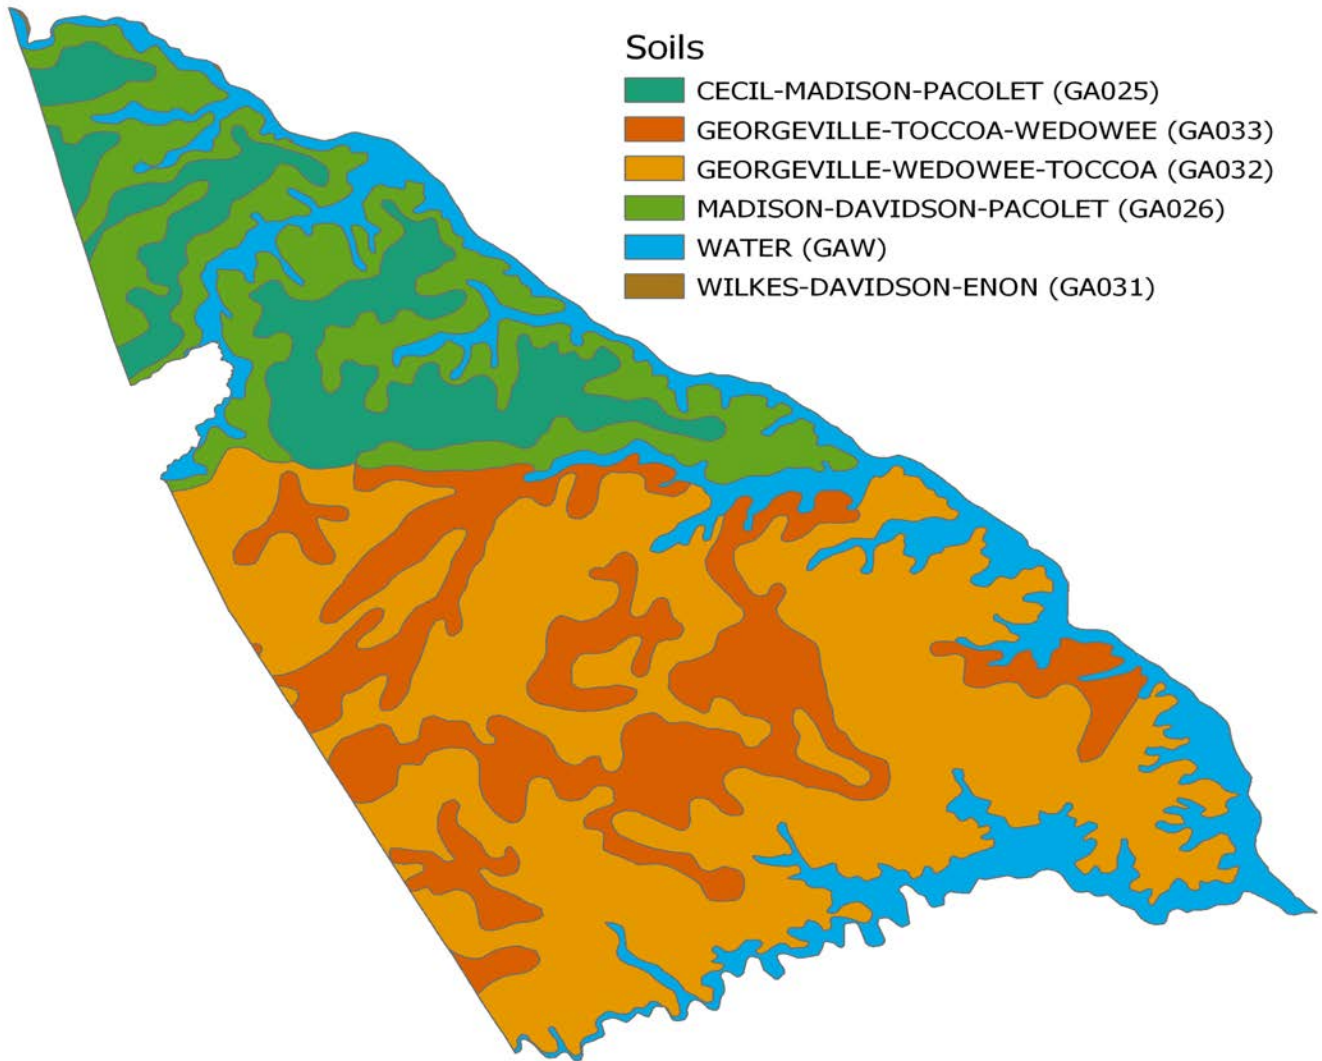 Soils
CECIL-MADISON-PACOLET (GA025)
GEORGEVILLE-TOCCOA-WEDOWEE (GA033)
GEORGEVILLE-WEDOWEE-TOCCOA (GA032)
MADISON-DAVIDSON-PACOLET (GA026)
WATER (GAW)
WILKES-DAVIDSON-ENON (GA031)